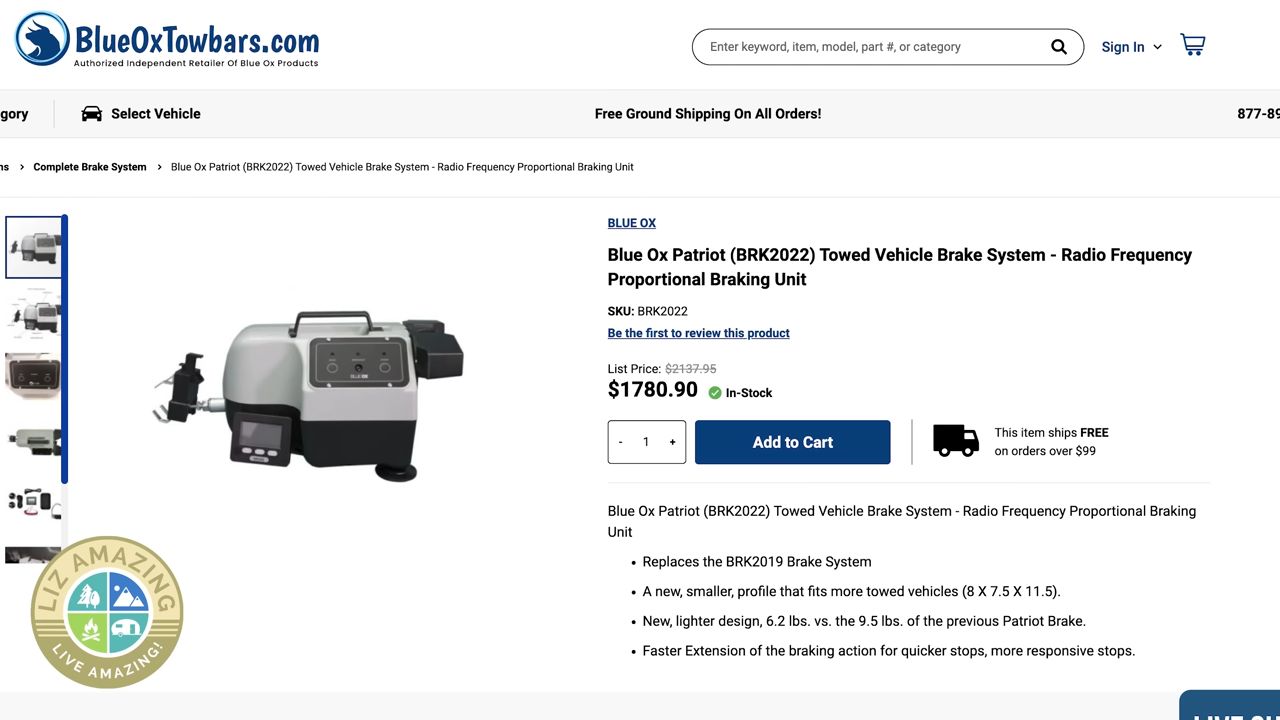 BlueOxTowbars.com
Authorized Independent Retailer Of Blue Ox Products
Enter keyword, item, model, part #, or category
Sign In
gory
Select Vehicle
Free Ground Shipping On All Orders!
877-89
ns > Complete Brake System > Blue Ox Patriot (BRK2022) Towed Vehicle Brake System - Radio Frequency Proportional Braking Unit
BLUE OX
Blue Ox Patriot (BRK2022) Towed Vehicle Brake System - Radio Frequency
Proportional Braking Unit
SKU: BRK2022
Be the first to review this product
List Price: $2137.95
$1780.90
In-Stock
- 1 +
Add to Cart
This item ships FREE
on orders over $99
Blue Ox Patriot (BRK2022) Towed Vehicle Brake System - Radio Frequency Proportional Braking
Unit
• Replaces the BRK2019 Brake System
• A new, smaller, profile that fits more towed vehicles (8 X 7.5 X 11.5).
• New, lighter design, 6.2 lbs. vs. the 9.5 lbs. of the previous Patriot Brake.
• Faster Extension of the braking action for quicker stops, more responsive stops.
BLUE OX
LIZ AMAZING
LIVE AMAZING!